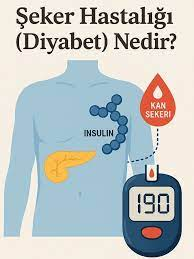 Şeker Hastalığı
(Diyabet) Nedir?
KAN
ŞEKERİ
INSULIN
190